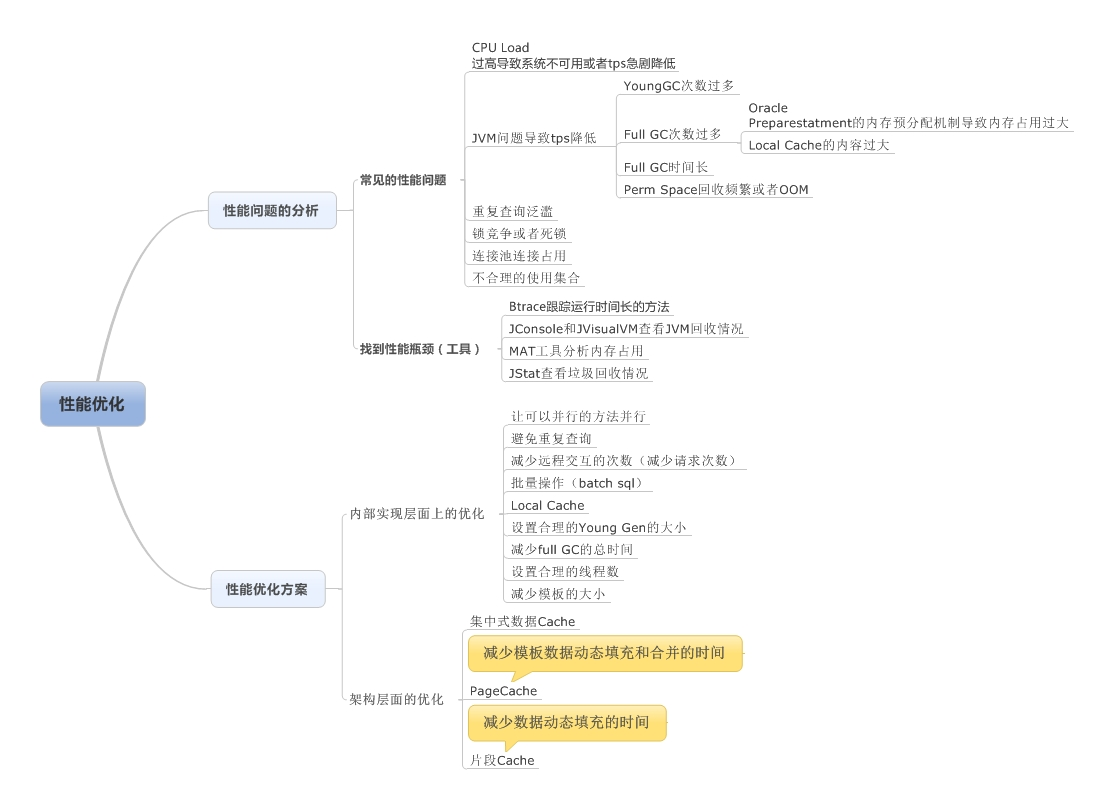 性能优化
性能问题的分析
常见的性能问题
CPU Load
过高导致系统不可用或者tps急剧降低
JVM问题导致tps降低
YoungGC次数过多
Full GC次数过多
Oracle
Preparestatment的内存预分配机制导致内存占用过大
Local Cache的内容过大
Full GC时间长
Perm Space回收频繁或者OOM
重复查询泛滥
锁竞争或者死锁
连接池连接占用
不合理的使用集合
找到性能瓶颈（工具）
Btrace跟踪运行时间长的方法
JConsole和JVisualVM查看JVM回收情况
MAT工具分析内存占用
JStat查看垃圾回收情况
性能优化方案
内部实现层面上的优化
让可以并行的方法并行
避免重复查询
减少远程交互的次数（减少请求次数）
批量操作（batch sql）
Local Cache
设置合理的Young Gen的大小
减少full GC的总时间
设置合理的线程数
减少模板的大小
架构层面的优化
集中式数据Cache
减少模板数据动态填充和合并的时间
PageCache
减少数据动态填充的时间
片段Cache